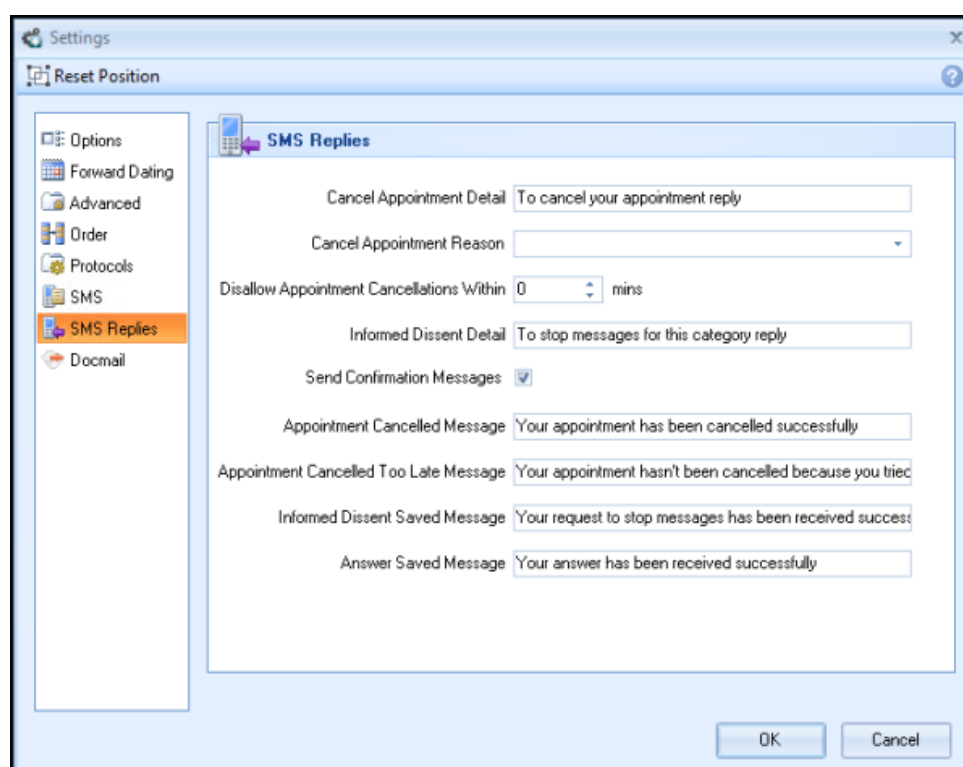 Settings
Reset Position
Options
Forward Dating
Advanced
Order
Protocols
SMS
SMS Replies
Docmail
SMS Replies
Cancel Appointment Detail To cancel your appointment reply
Cancel Appointment Reason
Disallow Appointment Cancellations Within 0 mins
Informed Dissent Detail To stop messages for this category reply
Send Confirmation Messages
Appointment Cancelled Message Your appointment has been cancelled successfully
Appointment Cancelled Too Late Message Your appointment hasn't been cancelled because you
Informed Dissent Saved Message Your request to stop messages has been received
Answer Saved Message Your answer has been received successfully
OK Cancel